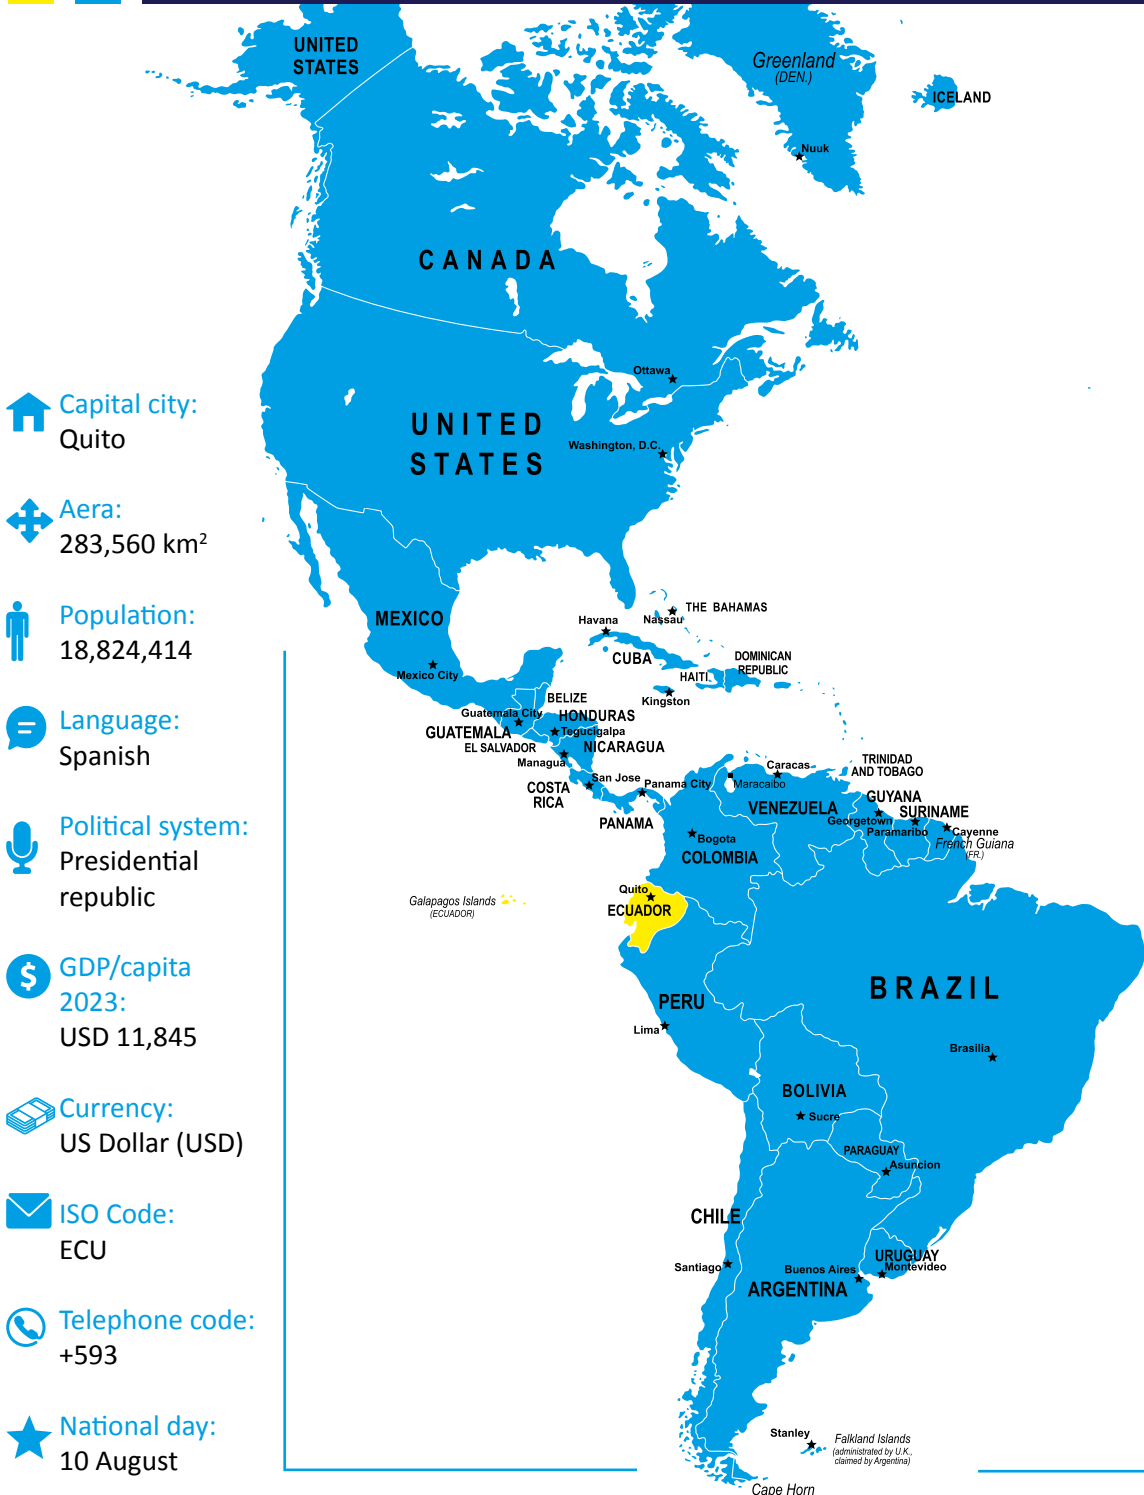 UNITED
STATES
Greenland
(DEN.)
ICELAND
Nuuk
CANADA
Ottawa
UNITED
STATES
Washington, D.C.
Capital city:
Quito
Aera:
283,560 km²
Population:
18,824,414
Language:
Spanish
Political system:
Presidential
republic
GDP/capita
2023:
USD 11,845
Currency:
US Dollar (USD)
ISO Code:
ECU
Telephone code:
+593
National day:
10 August
MEXICO
Mexico City
Havana
Nassau
THE BAHAMAS
CUBA
HAITI
DOMINICAN
REPUBLIC
Kingston
BELIZE
Guatemala City
HONDURAS
GUATEMALA
Tegucigalpa
EL SALVADOR
NICARAGUA
Managua
San Jose
COSTA
RICA
Panama City
PANAMA
Caracas
Maracaibo
TRINIDAD
AND TOBAGO
VENEZUELA
GUYANA
Georgetown
SURINAME
Paramaribo
Cayenne
French Guiana
(FR.)
Bogota
COLOMBIA
Galapagos Islands
(ECUADOR)
Quito
ECUADOR
BRAZIL
PERU
Lima
Brasilia
BOLIVIA
Sucre
PARAGUAY
Asuncion
CHILE
Santiago
URUGUAY
Montevideo
Buenos Aires
ARGENTINA
Stanley
Falkland Islands
(administrated by U.K.,
claimed by Argentina)
Cape Horn